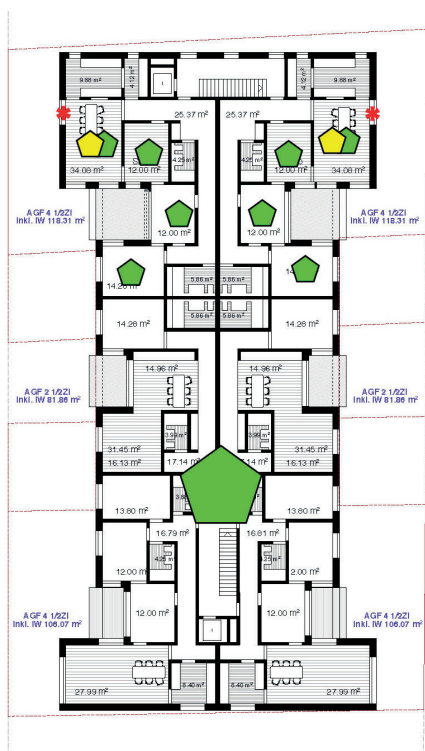 9.88 m²
4.12 m²
4.12 m²
9.88 m²
25.37 m²
25.37 m²
34.08 m²
12.00 m²
4.25 m²
4.25 m²
12.00 m²
34.08 m²
AGF 4 1/2ZI
inkl. IW 118.31 m²
12.00 m²
12.00 m²
AGF 4 1/2ZI
inkl. IW 118.31 m²
14.26 m²
5.86 m²
5.86 m²
5.86 m²
5.86 m²
14.26 m²
14.26 m²
14.96 m²
14.96 m²
AGF 2 1/2ZI
inkl. IW 81.86 m²
AGF 2 1/2ZI
inkl. IW 81.86 m²
3.99 m²
3.99 m²
31.45 m²
31.45 m²
16.13 m²
17.14 m²
16.13 m²
13.80 m²
13.80 m²
16.79 m²
16.81 m²
12.00 m²
4.25 m²
2.00 m²
AGF 4 1/2ZI
inkl. IW 106.07 m²
12.00 m²
12.00 m²
AGF 4 1/2ZI
inkl. IW 106.07 m²
27.99 m²
8.40 m²
8.40 m²
27.99 m²